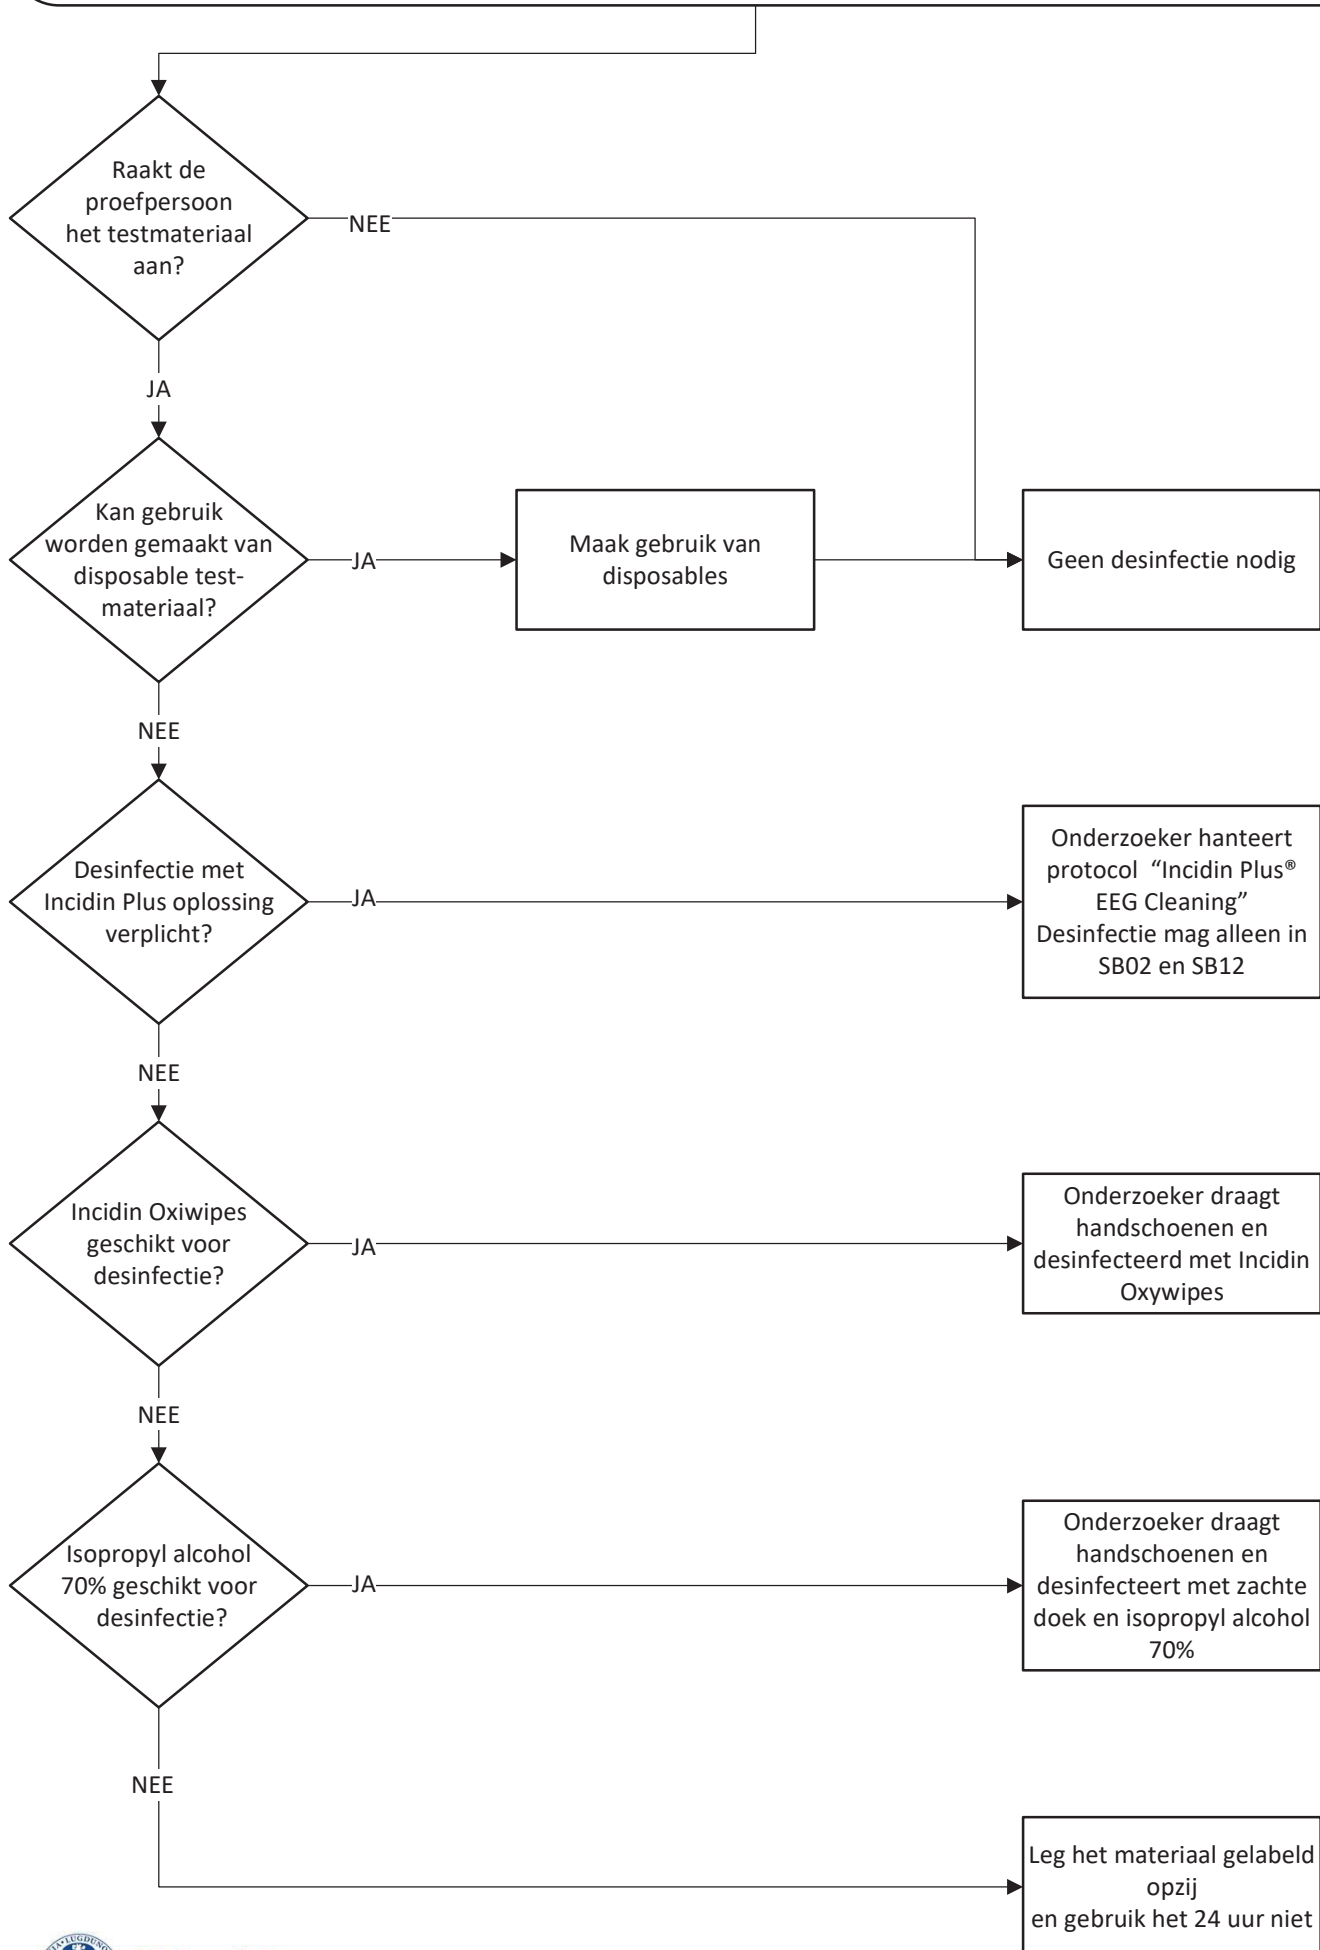 Raakt de
proefpersoon
het testmateriaal
aan?
NEE
JA
Kan gebruik
worden gemaakt van
disposable test-
materiaal?
JA
Maak gebruik van
disposables
Geen desinfectie nodig
NEE
Desinfectie met
Incidin Plus oplossing
verplicht?
JA
Onderzoeker hanteert
protocol “Incidin Plus®
EEG Cleaning”
Desinfectie mag alleen in
SB02 en SB12
NEE
Incidin Oxiwipes
geschikt voor
desinfectie?
JA
Onderzoeker draagt
handschoenen en
desinfecteerd met Incidin
Oxywipes
NEE
Isopropyl alcohol
70% geschikt voor
desinfectie?
JA
Onderzoeker draagt
handschoenen en
desinfecteert met zachte
doek en isopropyl alcohol
70%
NEE
Leg het materiaal gelabeld
opzij
en gebruik het 24 uur niet